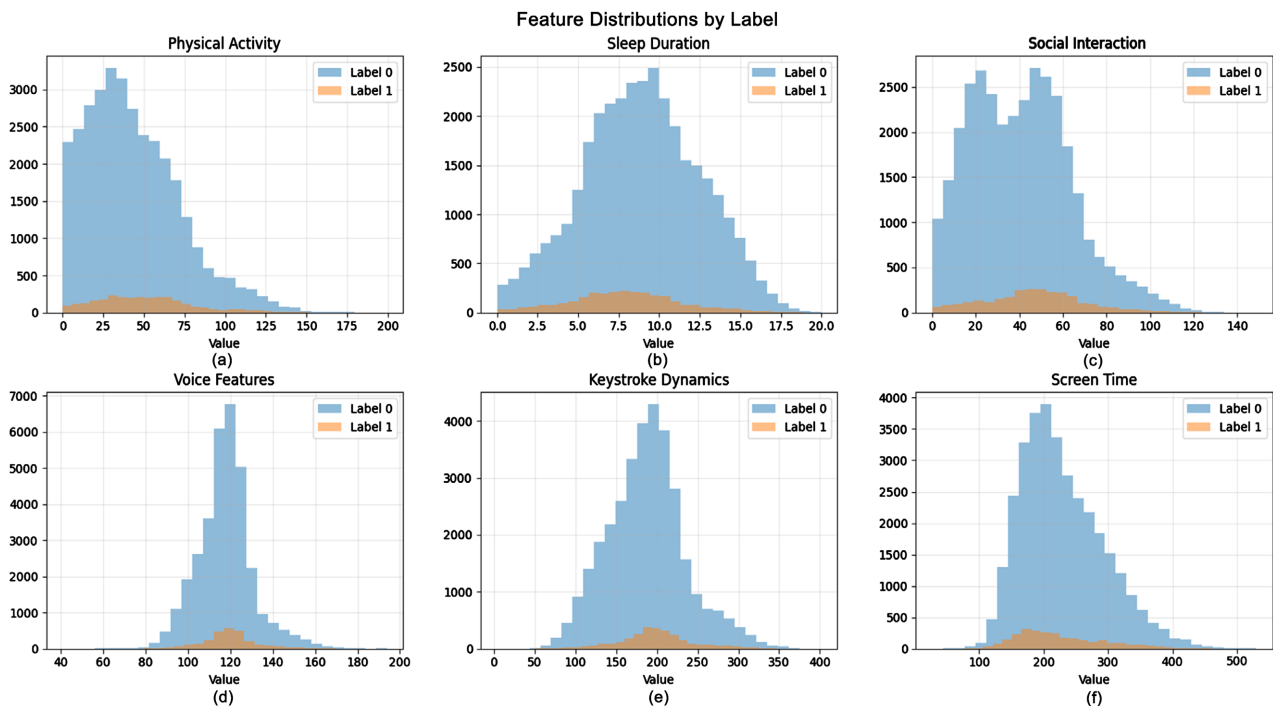 Feature Distributions by Label
Physical Activity
Label 0
Label 1
3000
2500
2000
1500
1000
500
0
0 25 50 75 100 125 150 175 200
Value
(a)
Sleep Duration
Label 0
Label 1
2500
2000
1500
1000
500
0
0.0 2.5 5.0 7.5 10.0 12.5 15.0 17.5 20.0
Value
(b)
Social Interaction
Label 0
Label 1
2500
2000
1500
1000
500
0
0 20 40 60 80 100 120 140
Value
(c)
Voice Features
Label 0
Label 1
7000
6000
5000
4000
3000
2000
1000
0
40 60 80 100 120 140 160 180 200
Value
(d)
Keystroke Dynamics
Label 0
Label 1
4000
3000
2000
1000
0
0 50 100 150 200 250 300 350 400
Value
(e)
Screen Time
Label 0
Label 1
4000
3500
3000
2500
2000
1500
1000
500
0
100 200 300 400 500
Value
(f)